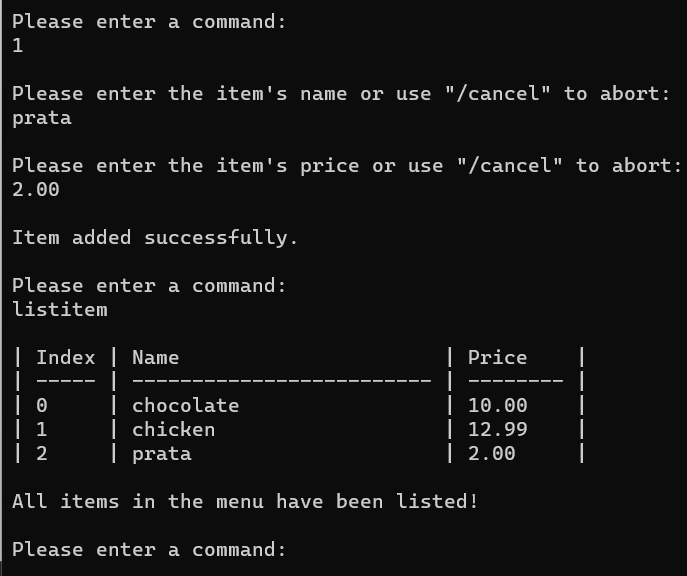 Please enter a command:
1
Please enter the item's name or use "/cancel" to abort:
prata
Please enter the item's price or use "/cancel" to abort:
2.00
Item added successfully.
Please enter a command:
listitem
| Index | Name                      | Price    |
| ----- | ------------------------- | -------- |
| 0     | chocolate                 | 10.00    |
| 1     | chicken                   | 12.99    |
| 2     | prata                     | 2.00     |
All items in the menu have been listed!
Please enter a command: